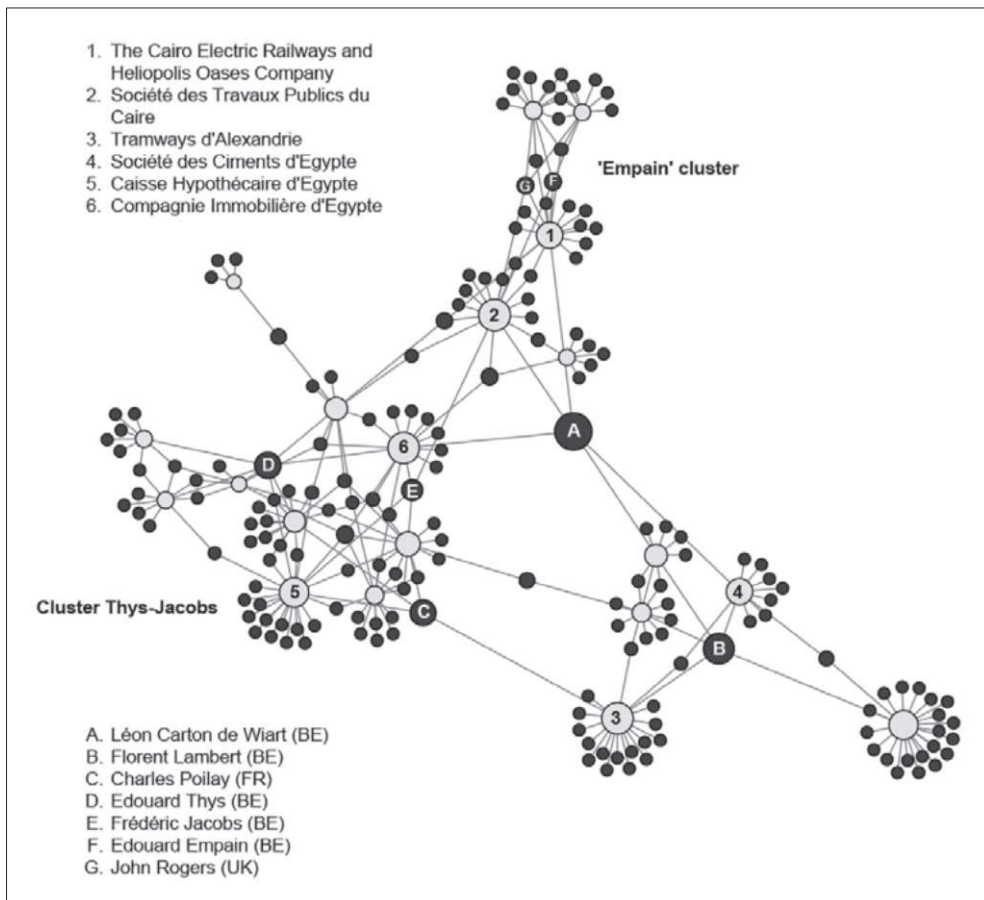 1. The Cairo Electric Railways and
Heliopolis Oases Company
2. Société des Travaux Publics du
Caire
3. Tramways d'Alexandrie
4. Société des Ciments d'Egypte
5. Caisse Hypothécaire d'Egypte
6. Compagnie Immobilière d'Egypte
'Empain' cluster
G
F
1
2
A
6
D
E
5
Cluster Thys-Jacobs
C
4
B
3
A. Léon Carton de Wiart (BE)
B. Florent Lambert (BE)
C. Charles Poilay (FR)
D. Edouard Thys (BE)
E. Frédéric Jacobs (BE)
F. Edouard Empain (BE)
G. John Rogers (UK)